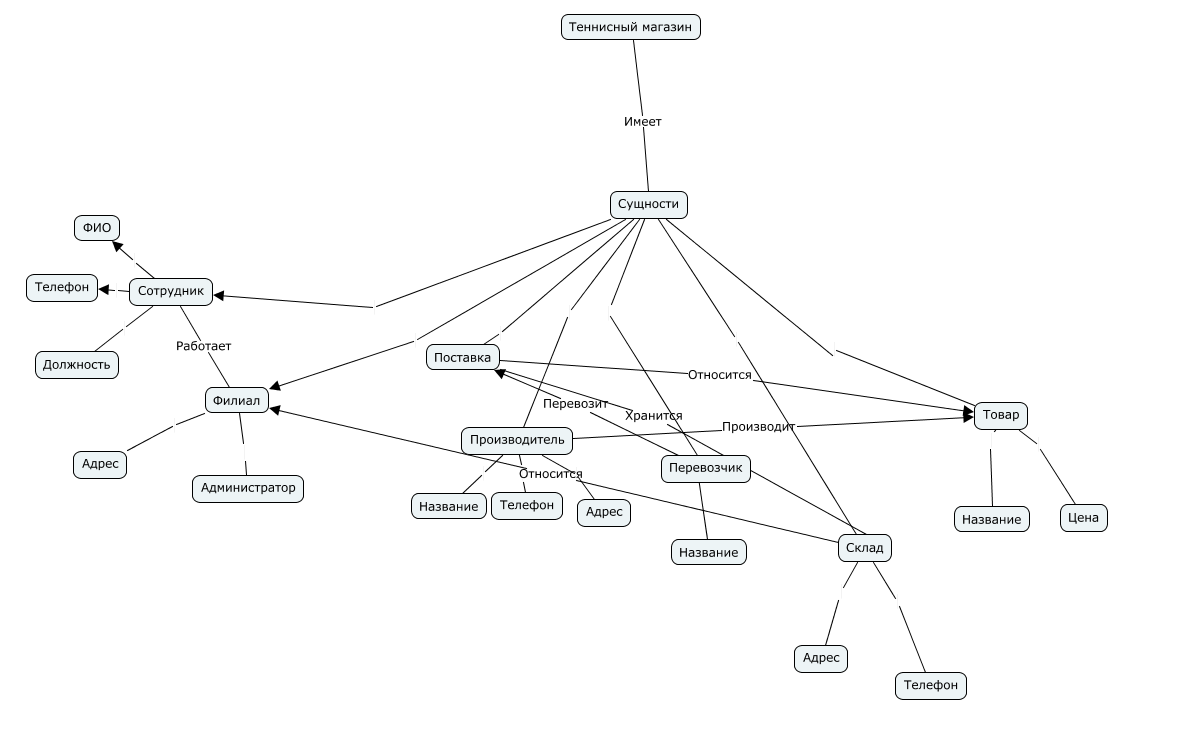 Теннисный магазин
Имеет
Сущности
ФИО
Телефон
Сотрудник
Должность
Работает
Филиал
Адрес
Администратор
Поставка
Относится
Перевозит
Хранится
Производит
Товар
Производитель
Перевозчик
Относится
Название
Телефон
Адрес
Название
Название
Цена
Склад
Адрес
Телефон